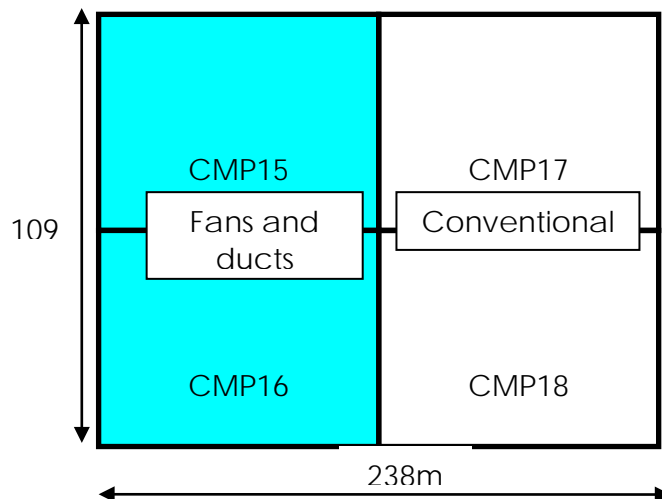 CMP15
CMP17
109
Fans and
ducts
Conventional
CMP16
CMP18
238m